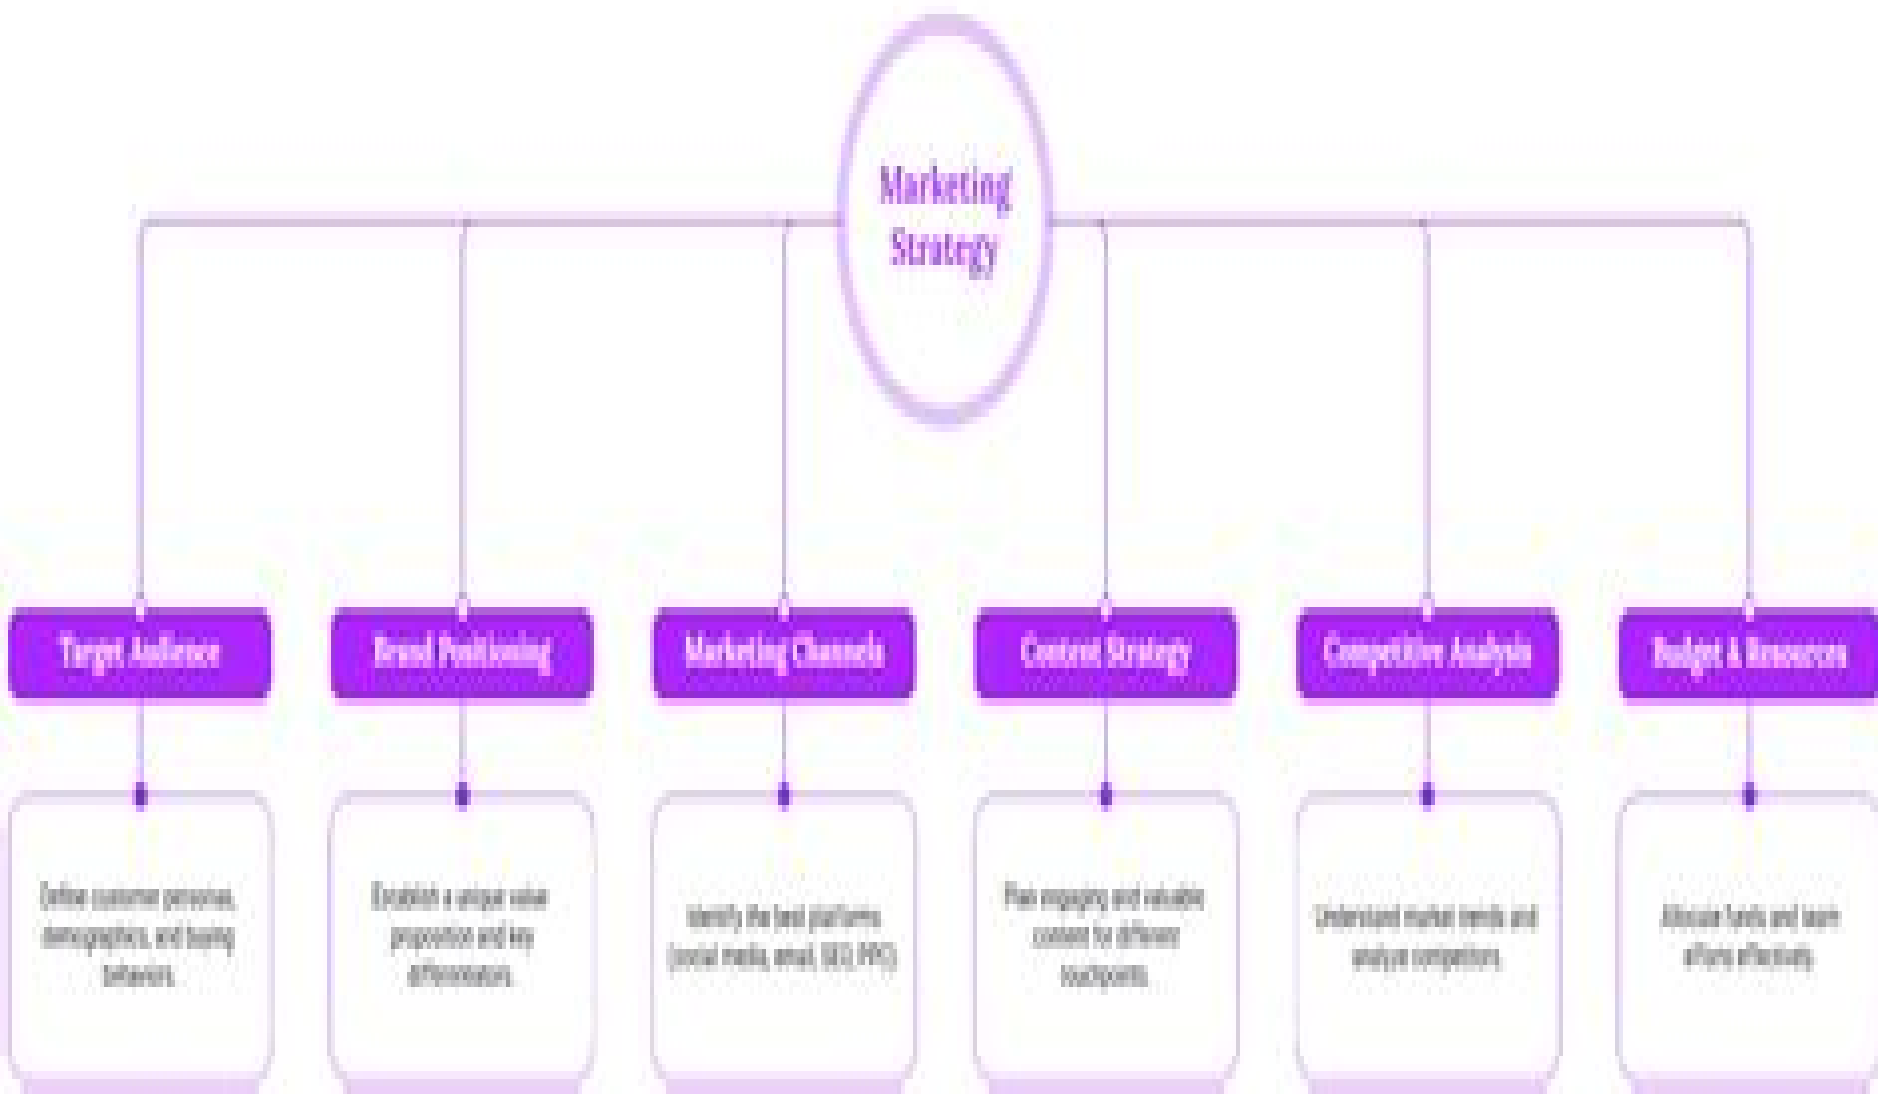 Marketing
Strategy
Target Audience
Brand Positioning
Marketing Channels
Content Strategy
Competitive Analysis
Budget & Resources
Define customer personas,
demographics, and buying
behaviors.
Establish a unique value
proposition and key
differentiators.
Identify the best platforms
(social media, email, SEO, PPC).
Plan engaging and valuable
content for different
touchpoints.
Understand market trends and
analyze competitors.
Allocate funds and team
efforts effectively.